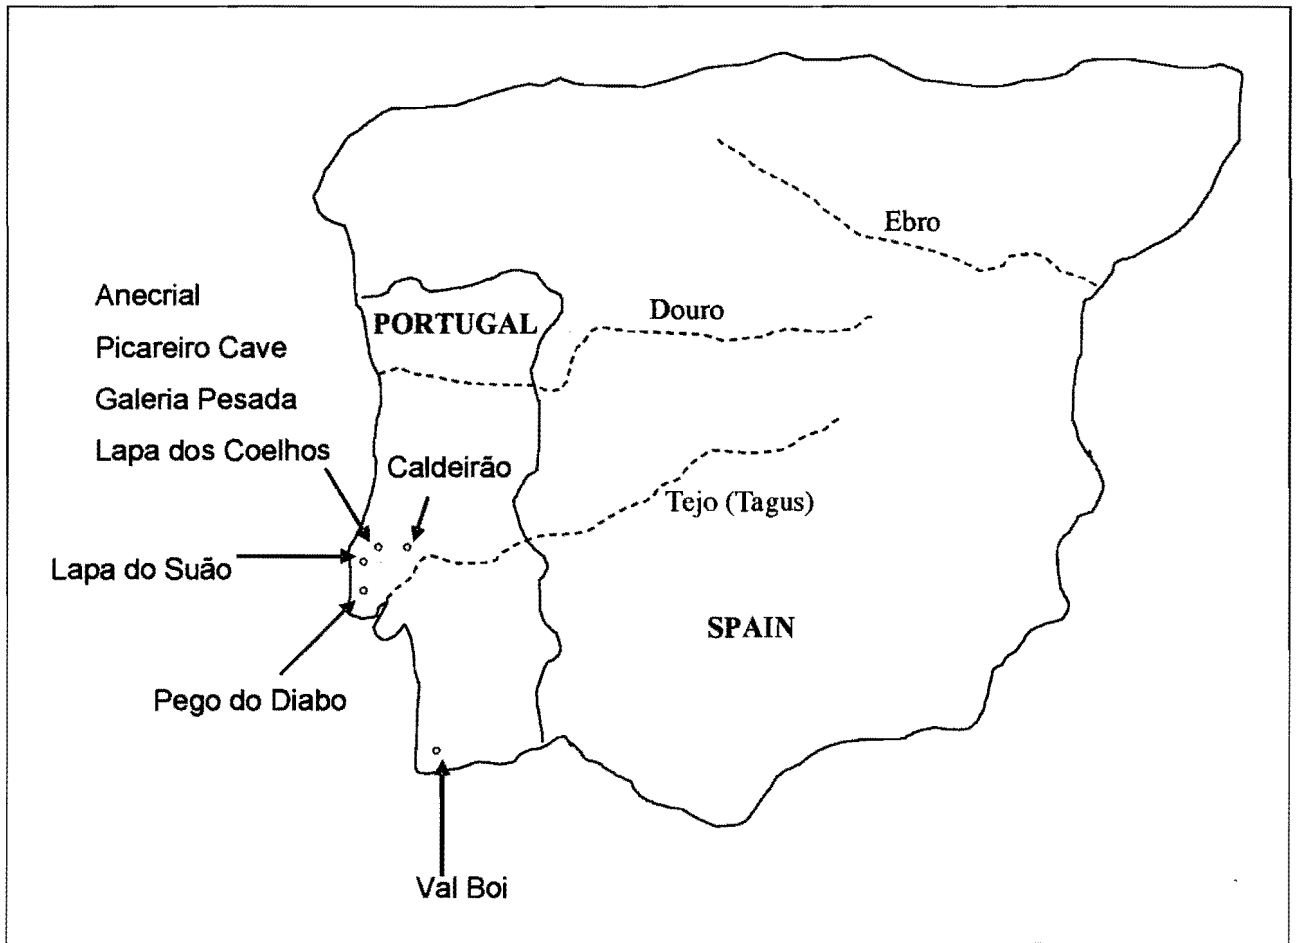 Ebro
Anecrial
Douro
PORTUGAL
Picareiro Cave
Galeria Pesada
Lapa dos Coelhos
Caldeirão
Tejo (Tagus)
Lapa do Suão
SPAIN
Pego do Diabo
Val Boi